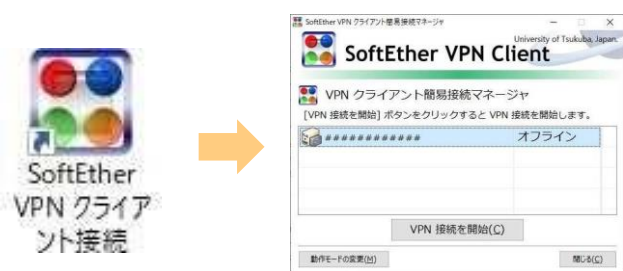 SoftEther
VPN クライア
ント接続
SoftEther VPN クライアント簡易接続マネージャ
University of Tsukuba, Japan.
SoftEther VPN Client
VPN クライアント簡易接続マネージャ
[VPN 接続を開始] ボタンをクリックすると VPN 接続を開始します。
############ オフライン
VPN 接続を開始(C)
動作モードの変更(M) 閉じる(C)